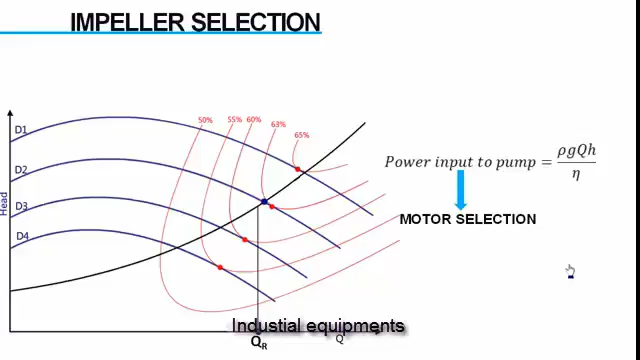 IMPELLER SELECTION
50%
55%
60%
63%
65%
D1
D2
D3
D4
Head
Power input to pump = ρgQh / η
MOTOR SELECTION
Industial equipments
Q
QR